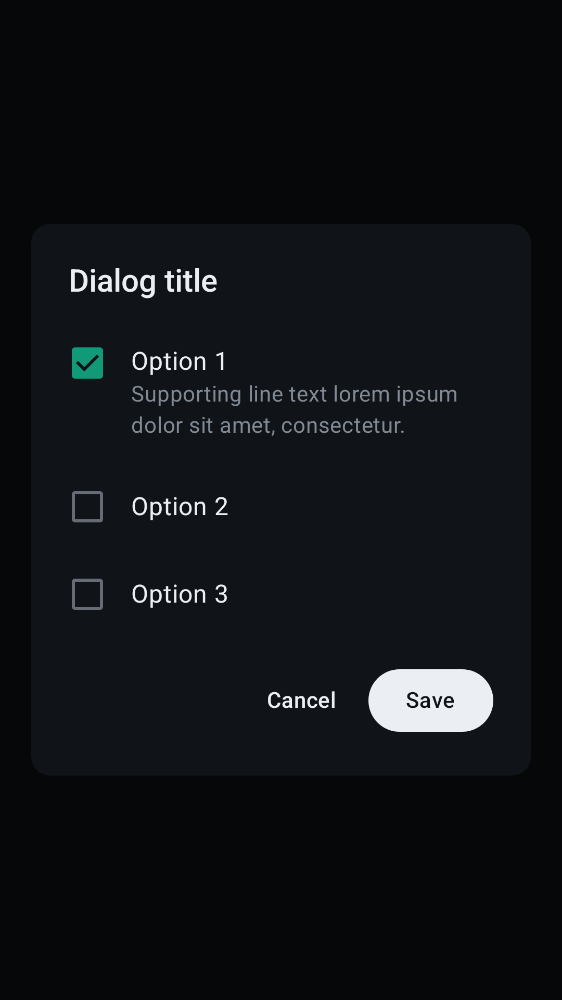 Dialog title
Option 1
Supporting line text lorem ipsum
dolor sit amet, consectetur.
Option 2
Option 3
Cancel Save